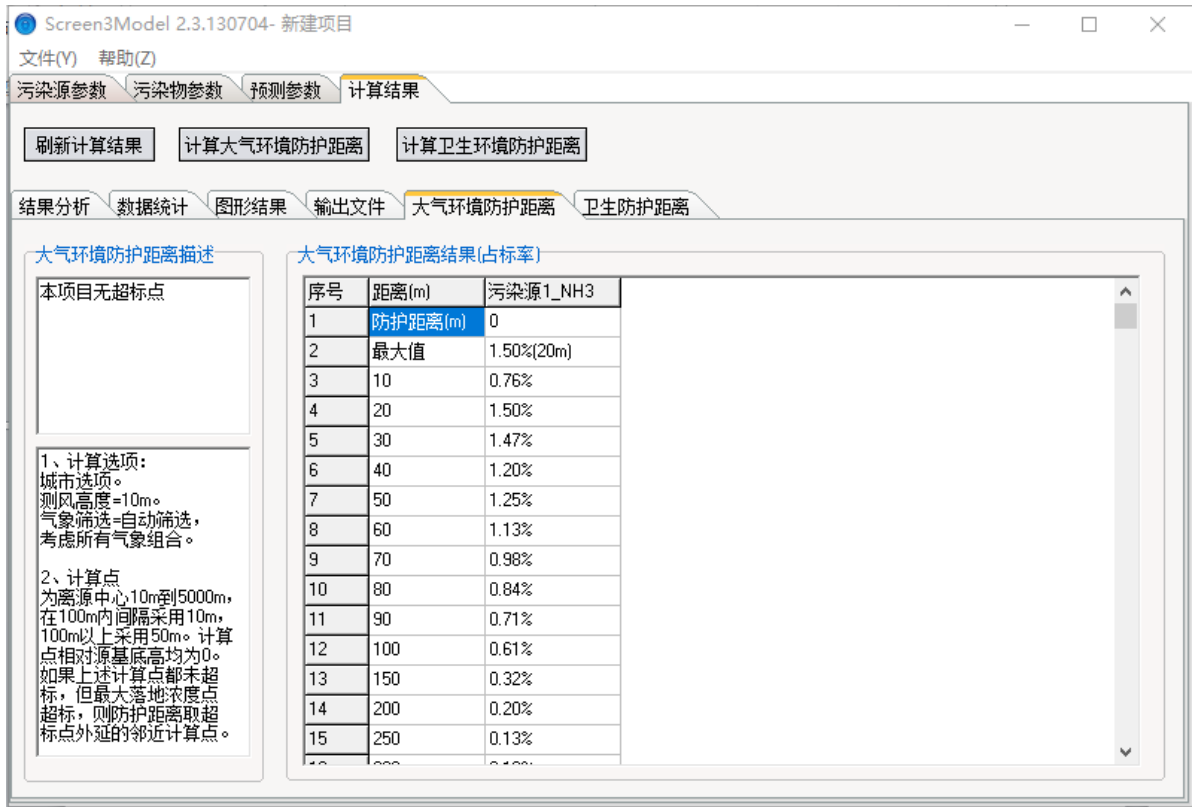 Screen3Model 2.3.130704- 新建项目
文件(Y) 帮助(Z)
污染源参数 污染物参数 预测参数 计算结果
刷新计算结果 计算大气环境防护距离 计算卫生环境防护距离
结果分析 数据统计 图形结果 输出文件 大气环境防护距离 卫生防护距离
大气环境防护距离描述
本项目无超标点
1、计算选项：
城市选项。
测风高度=10m。
气象筛选=自动筛选，
考虑所有气象组合。
2、计算点
为离源中心10m到5000m，
在100m内间隔采用10m，
100m以上采用50m。计算
点相对源基底高均为0。
如果上述计算点都未超
标，但最大落地浓度点
超标，则防护距离取超
标点外延的邻近计算点。
大气环境防护距离结果(占标率)
序号 距离(m) 污染源1_NH3
1 防护距离(m) 0
2 最大值 1.50%(20m)
3 10 0.76%
4 20 1.50%
5 30 1.47%
6 40 1.20%
7 50 1.25%
8 60 1.13%
9 70 0.98%
10 80 0.84%
11 90 0.71%
12 100 0.61%
13 150 0.32%
14 200 0.20%
15 250 0.13%